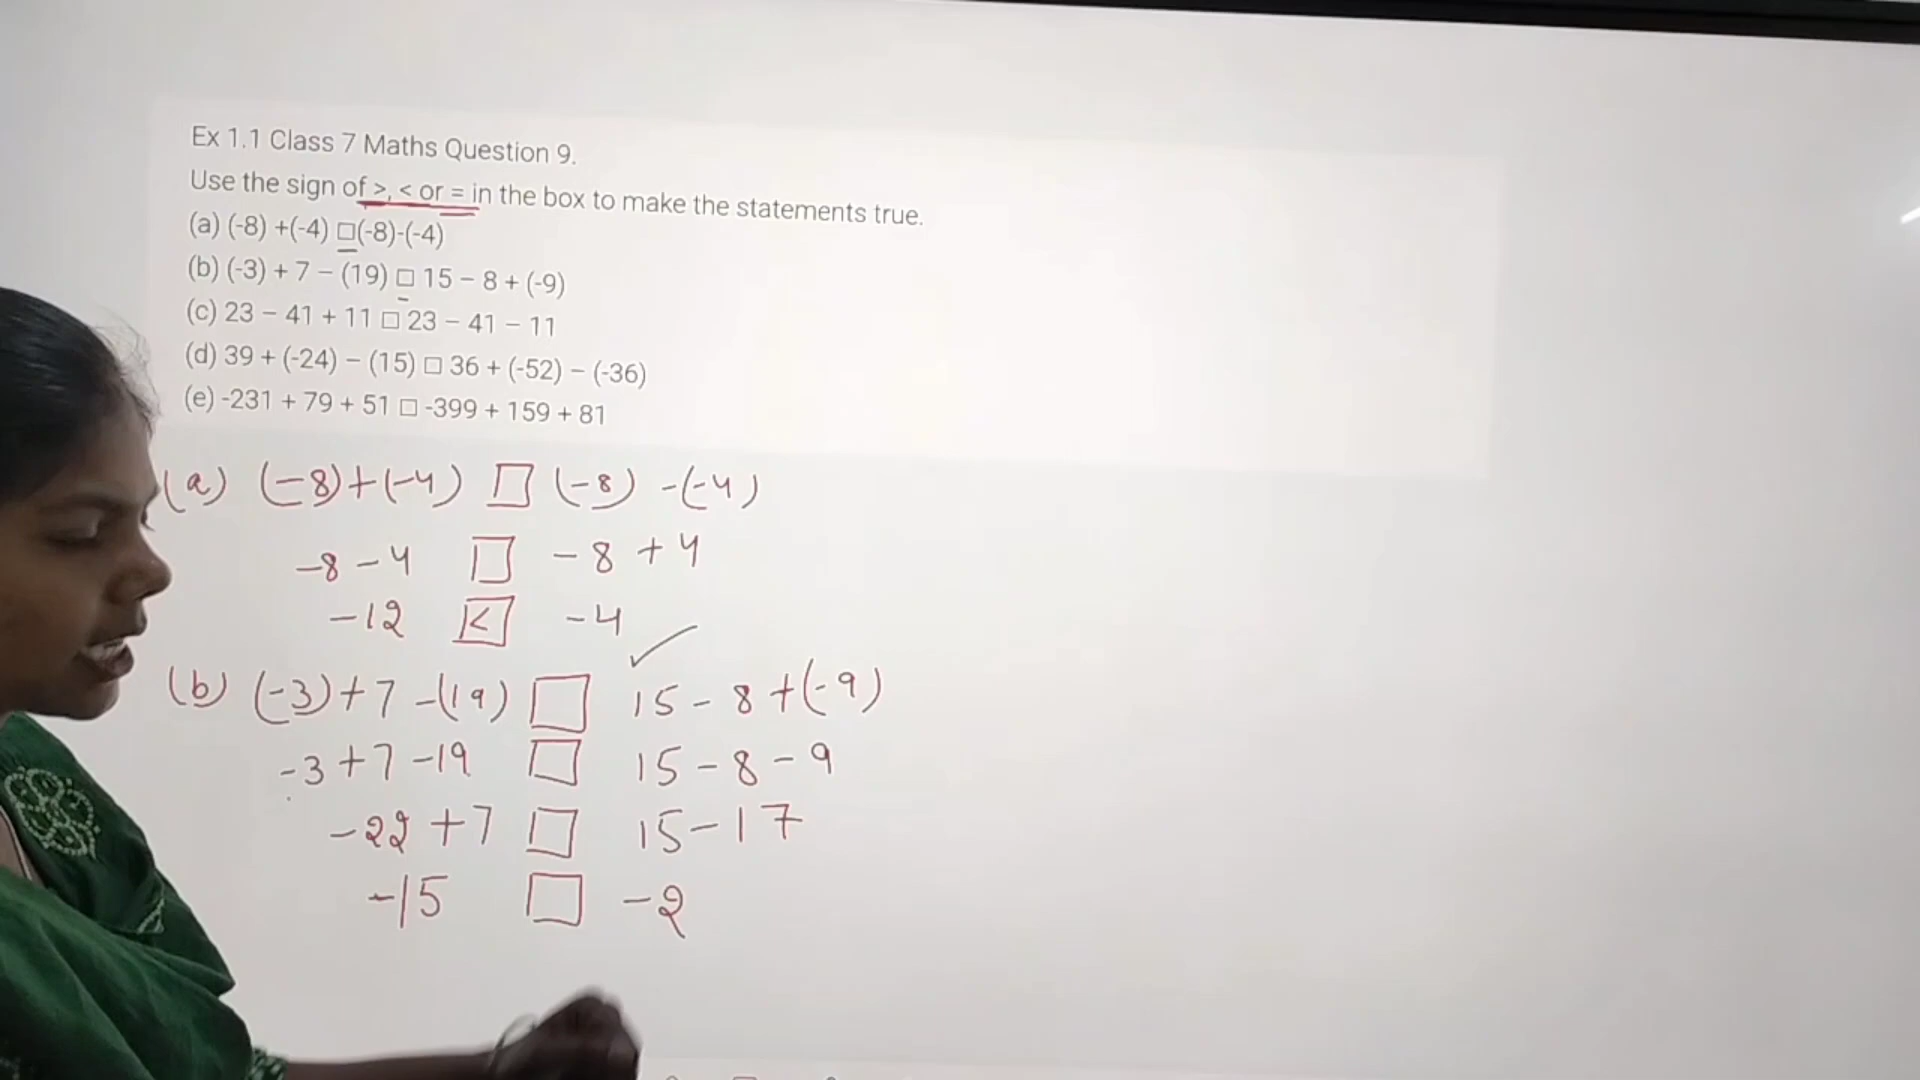 Ex 1.1 Class 7 Maths Question 9.
Use the sign of >, < or = in the box to make the statements true.
(a) (-8) +(-4) □(-8)-(-4)
(b) (-3) + 7 – (19) □ 15 – 8 + (-9)
(c) 23 – 41 + 11 □ 23 – 41 – 11
(d) 39 + (-24) – (15) □ 36 + (-52) – (-36)
(e) -231 + 79 + 51 □ -399 + 159 + 81
(a) (-8)+(-4) □ (-8) -(-4)
-8 - 4 □ - 8 + 4
-12 < -4 ✓
(b) (-3)+7 -(19) □ 15 - 8 +(-9)
-3+7-19 □ 15 - 8 - 9
-22 +7 □ 15-17
-15 □ -2